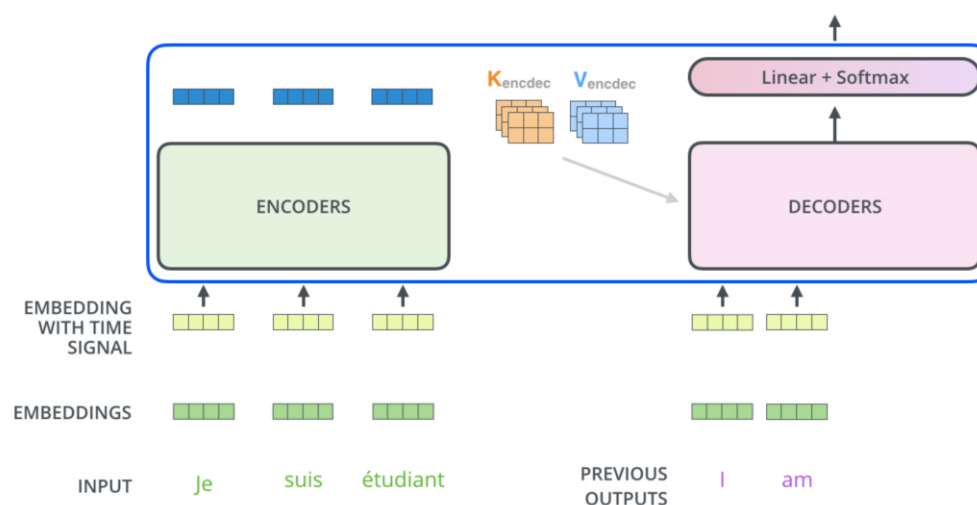 Kencdec
Vencdec
Linear + Softmax
ENCODERS
DECODERS
EMBEDDING
WITH TIME
SIGNAL
EMBEDDINGS
INPUT
Je suis étudiant
PREVIOUS
OUTPUTS
I am